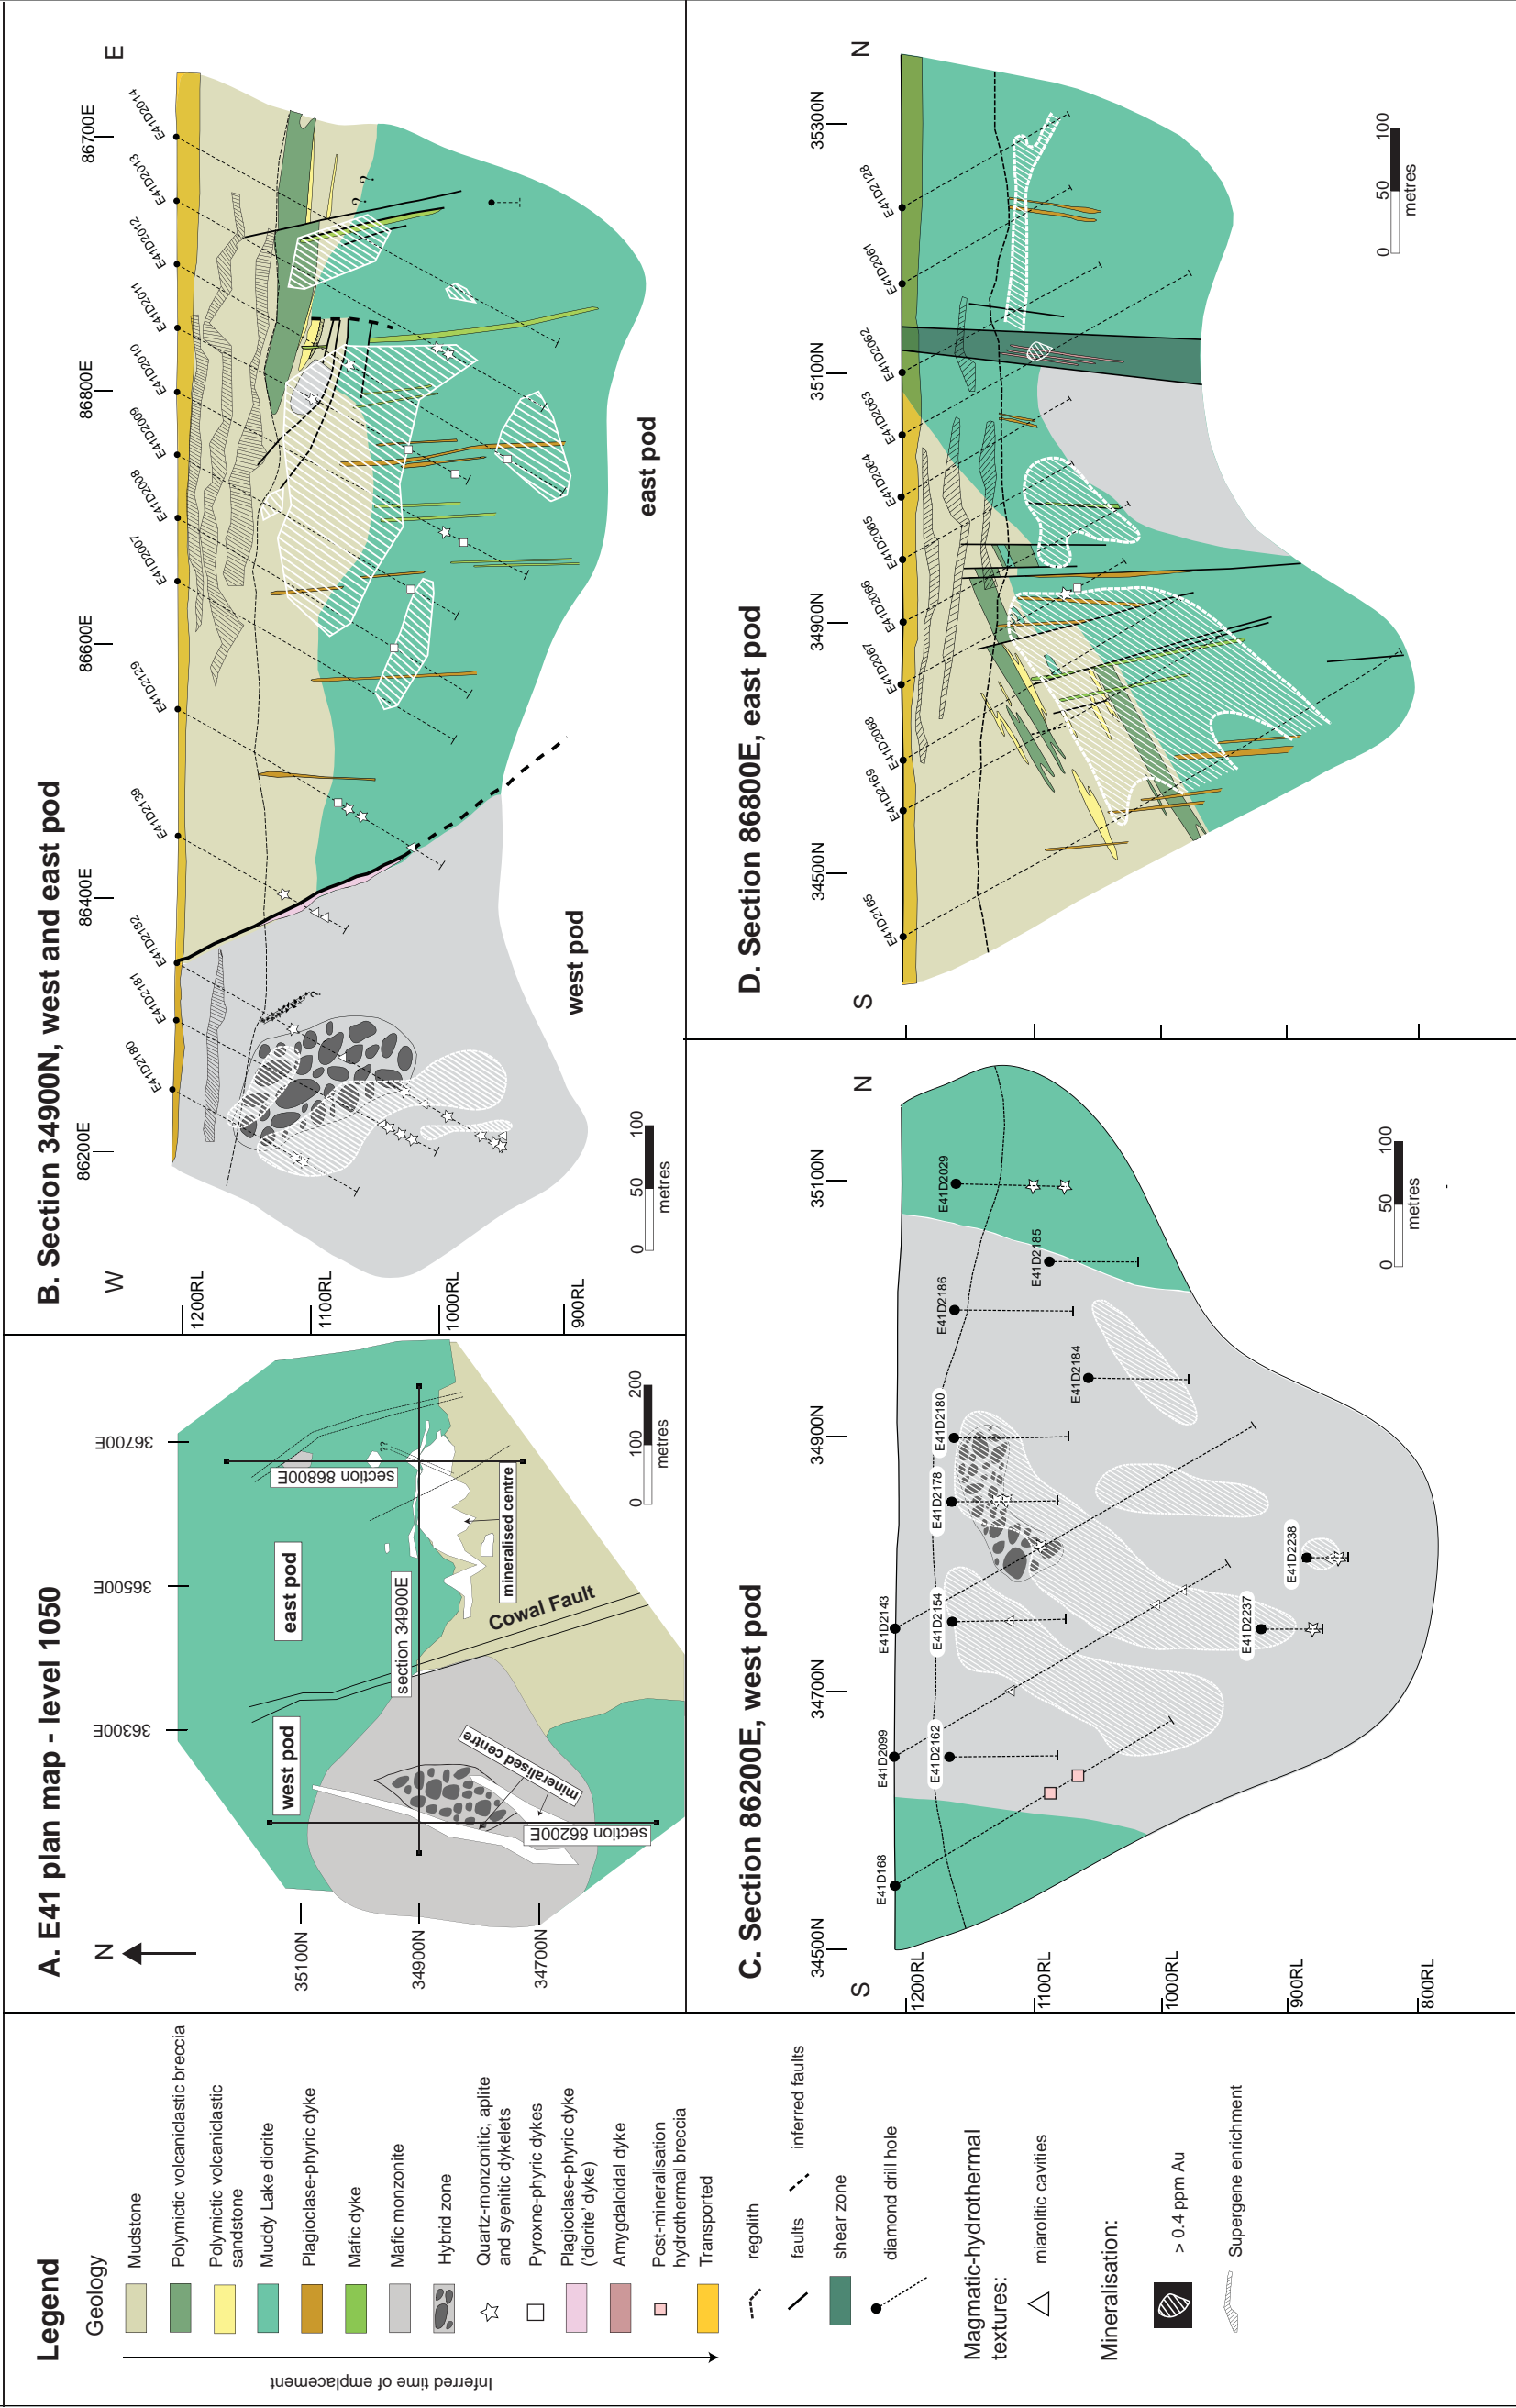 Legend
Geology
Mudstone
Polymictic volcaniclastic breccia
Polymictic volcaniclastic
sandstone
Muddy Lake diorite
Plagioclase-phyric dyke
Mafic dyke
Mafic monzonite
Hybrid zone
Quartz-monzonitic, aplite
and syenitic dykelets
Pyroxne-phyric dykes
Plagioclase-phyric dyke
('diorite' dyke)
Amygdaloidal dyke
Post-mineralisation
hydrothermal breccia
Transported
Inferred time of emplacement
regolith
faults
inferred faults
shear zone
diamond drill hole
Magmatic-hydrothermal
textures:
miarolitic cavities
Mineralisation:
> 0.4 ppm Au
Supergene enrichment
A. E41 plan map - level 1050
N
36300E
36500E
36700E
35100N
34900N
34700N
west pod
east pod
section 34900E
section 86800E
section 86200E
mineralised centre
mineralised centre
Cowal Fault
??
0 100 200
metres
B. Section 34900N, west and east pod
W
E
86200E
86400E
86600E
86800E
86700E
1200RL
1100RL
1000RL
900RL
E41D2180
E41D2181
E41D2182
E41D2139
E41D2129
E41D2007
E41D2008
E41D2009
E41D2010
E41D2011
E41D2012
E41D2013
E41D2014
?
? ?
west pod
east pod
0 50 100
metres
C. Section 86200E, west pod
S
N
34500N
34700N
34900N
35100N
1200RL
1100RL
1000RL
900RL
800RL
E41D168
E41D2099
E41D2162
E41D2143
E41D2154
E41D2178
E41D2180
E41D2186
E41D2184
E41D2185
E41D2029
E41D2237
E41D2238
0 50 100
metres
D. Section 86800E, east pod
S
N
34500N
34900N
35100N
35300N
E41D2165
E41D2169
E41D2068
E41D2067
E41D2066
E41D2065
E41D2064
E41D2063
E41D2062
E41D2061
E41D2128
0 50 100
metres